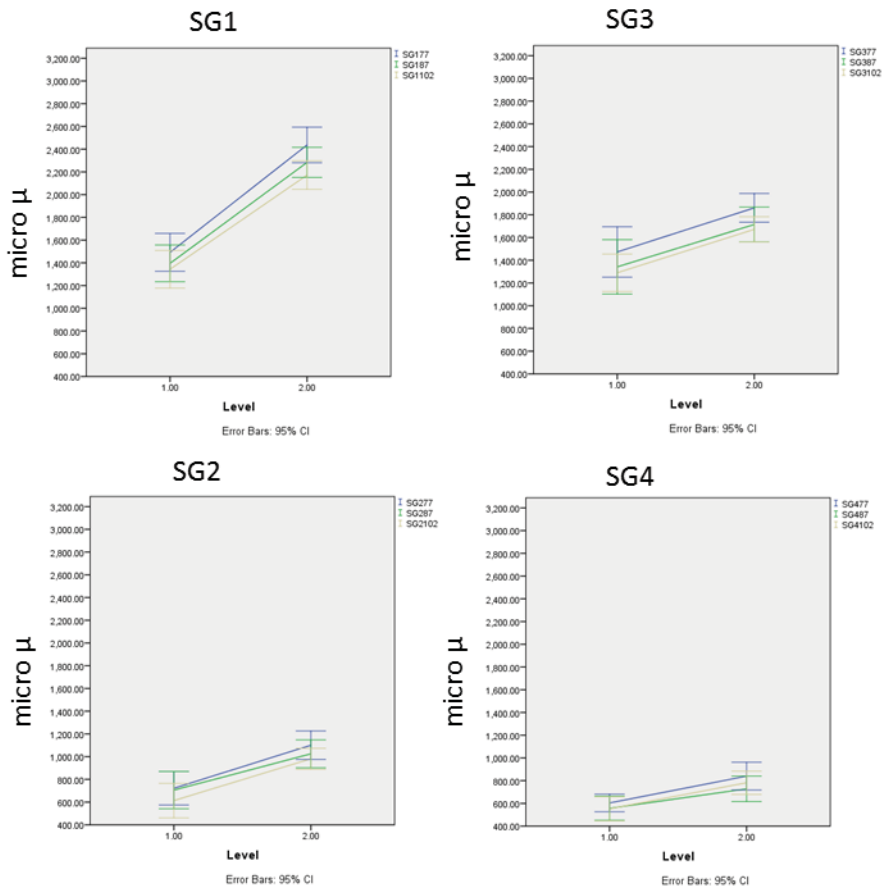 SG1
3,200.00
3,000.00
2,800.00
2,600.00
2,400.00
2,200.00
2,000.00
1,800.00
1,600.00
1,400.00
1,200.00
1,000.00
800.00
600.00
400.00
micro μ
1.00 2.00
Level
Error Bars: 95% CI
SG177
SG187
SG1102
SG3
3,200.00
3,000.00
2,800.00
2,600.00
2,400.00
2,200.00
2,000.00
1,800.00
1,600.00
1,400.00
1,200.00
1,000.00
800.00
600.00
400.00
micro μ
1.00 2.00
Level
Error Bars: 95% CI
SG377
SG387
SG3102
SG2
3,200.00
3,000.00
2,800.00
2,600.00
2,400.00
2,200.00
2,000.00
1,800.00
1,600.00
1,400.00
1,200.00
1,000.00
800.00
600.00
400.00
micro μ
1.00 2.00
Level
Error Bars: 95% CI
SG277
SG287
SG2102
SG4
3,200.00
3,000.00
2,800.00
2,600.00
2,400.00
2,200.00
2,000.00
1,800.00
1,600.00
1,400.00
1,200.00
1,000.00
800.00
600.00
400.00
micro μ
1.00 2.00
Level
Error Bars: 95% CI
SG477
SG487
SG4102